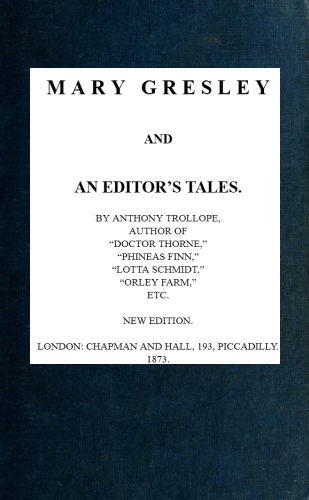 MARY GRESLEY
AND
AN EDITOR’S TALES.
BY ANTHONY TROLLOPE,
AUTHOR OF
“DOCTOR THORNE,”
“PHINEAS FINN,”
“LOTTA SCHMIDT,”
“ORLEY FARM,”
ETC.
NEW EDITION.
LONDON: CHAPMAN AND HALL, 193, PICCADILLY.
1873.